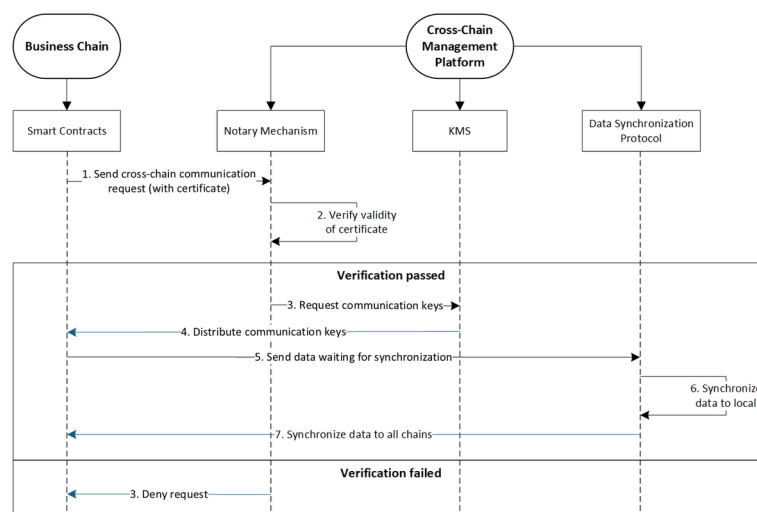 Business Chain
Cross-Chain
Management
Platform
Smart Contracts
Notary Mechanism
KMS
Data Synchronization
Protocol
1. Send cross-chain communication
request (with certificate)
2. Verify validity
of certificate
Verification passed
3. Request communication keys
4. Distribute communication keys
5. Send data waiting for synchronization
6. Synchronize
data to local
7. Synchronize data to all chains
Verification failed
3. Deny request